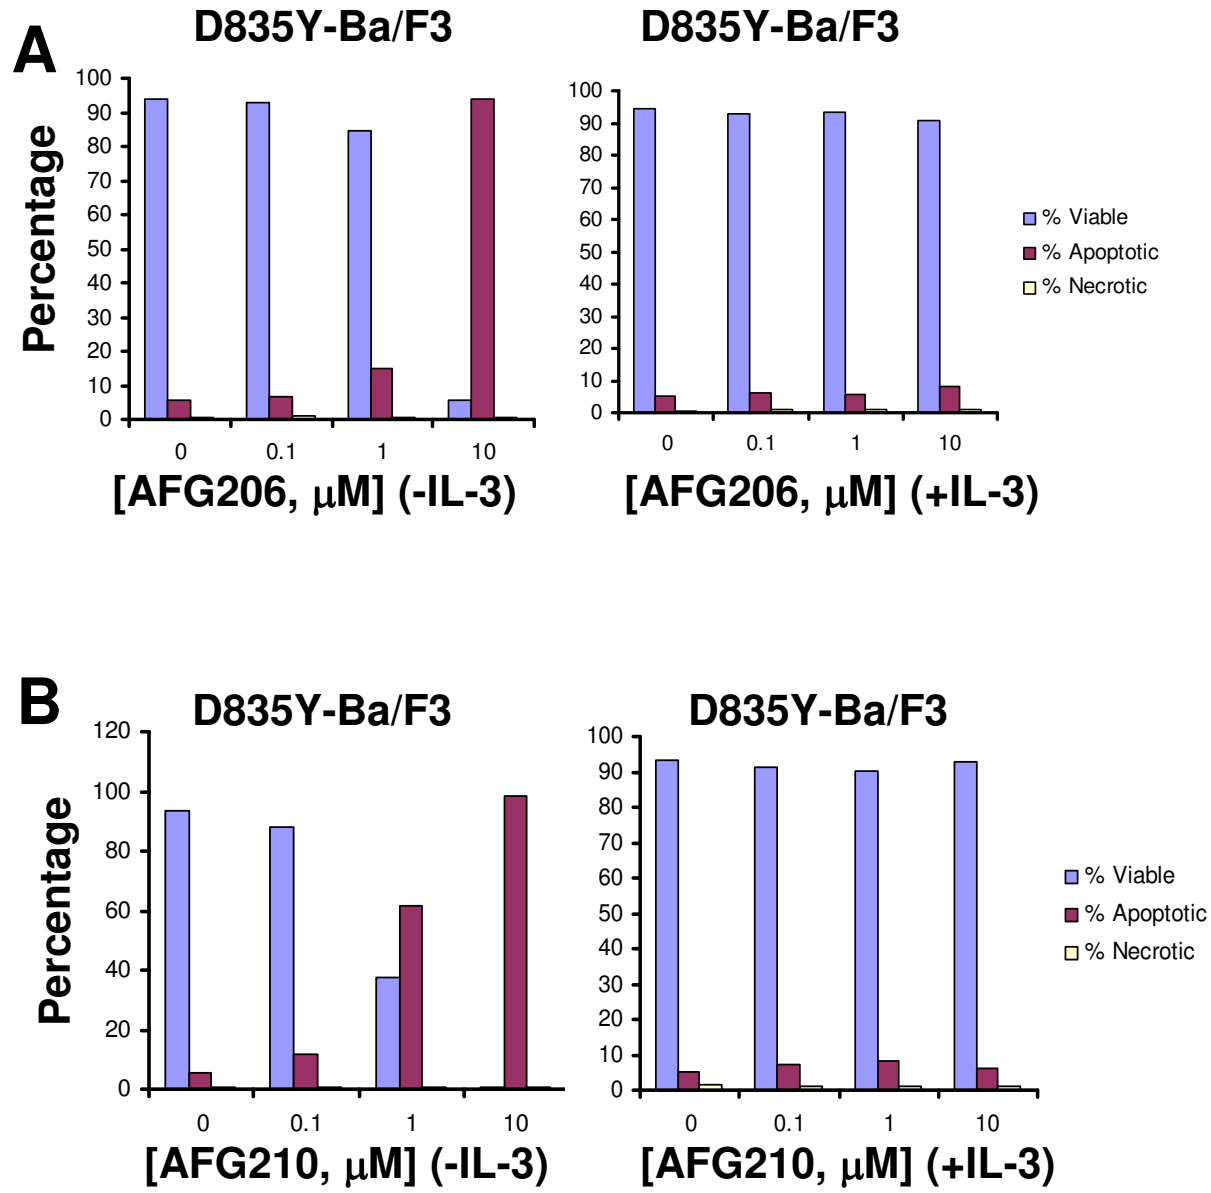 A
D835Y-Ba/F3
D835Y-Ba/F3
Percentage
100
90
80
70
60
50
40
30
20
10
0
0 0.1 1 10
[AFG206, μM] (-IL-3)
100
90
80
70
60
50
40
30
20
10
0
0 0.1 1 10
[AFG206, μM] (+IL-3)
% Viable
% Apoptotic
% Necrotic
B
D835Y-Ba/F3
D835Y-Ba/F3
Percentage
120
100
80
60
40
20
0
0 0.1 1 10
[AFG210, μM] (-IL-3)
100
90
80
70
60
50
40
30
20
10
0
0 0.1 1 10
[AFG210, μM] (+IL-3)
% Viable
% Apoptotic
% Necrotic